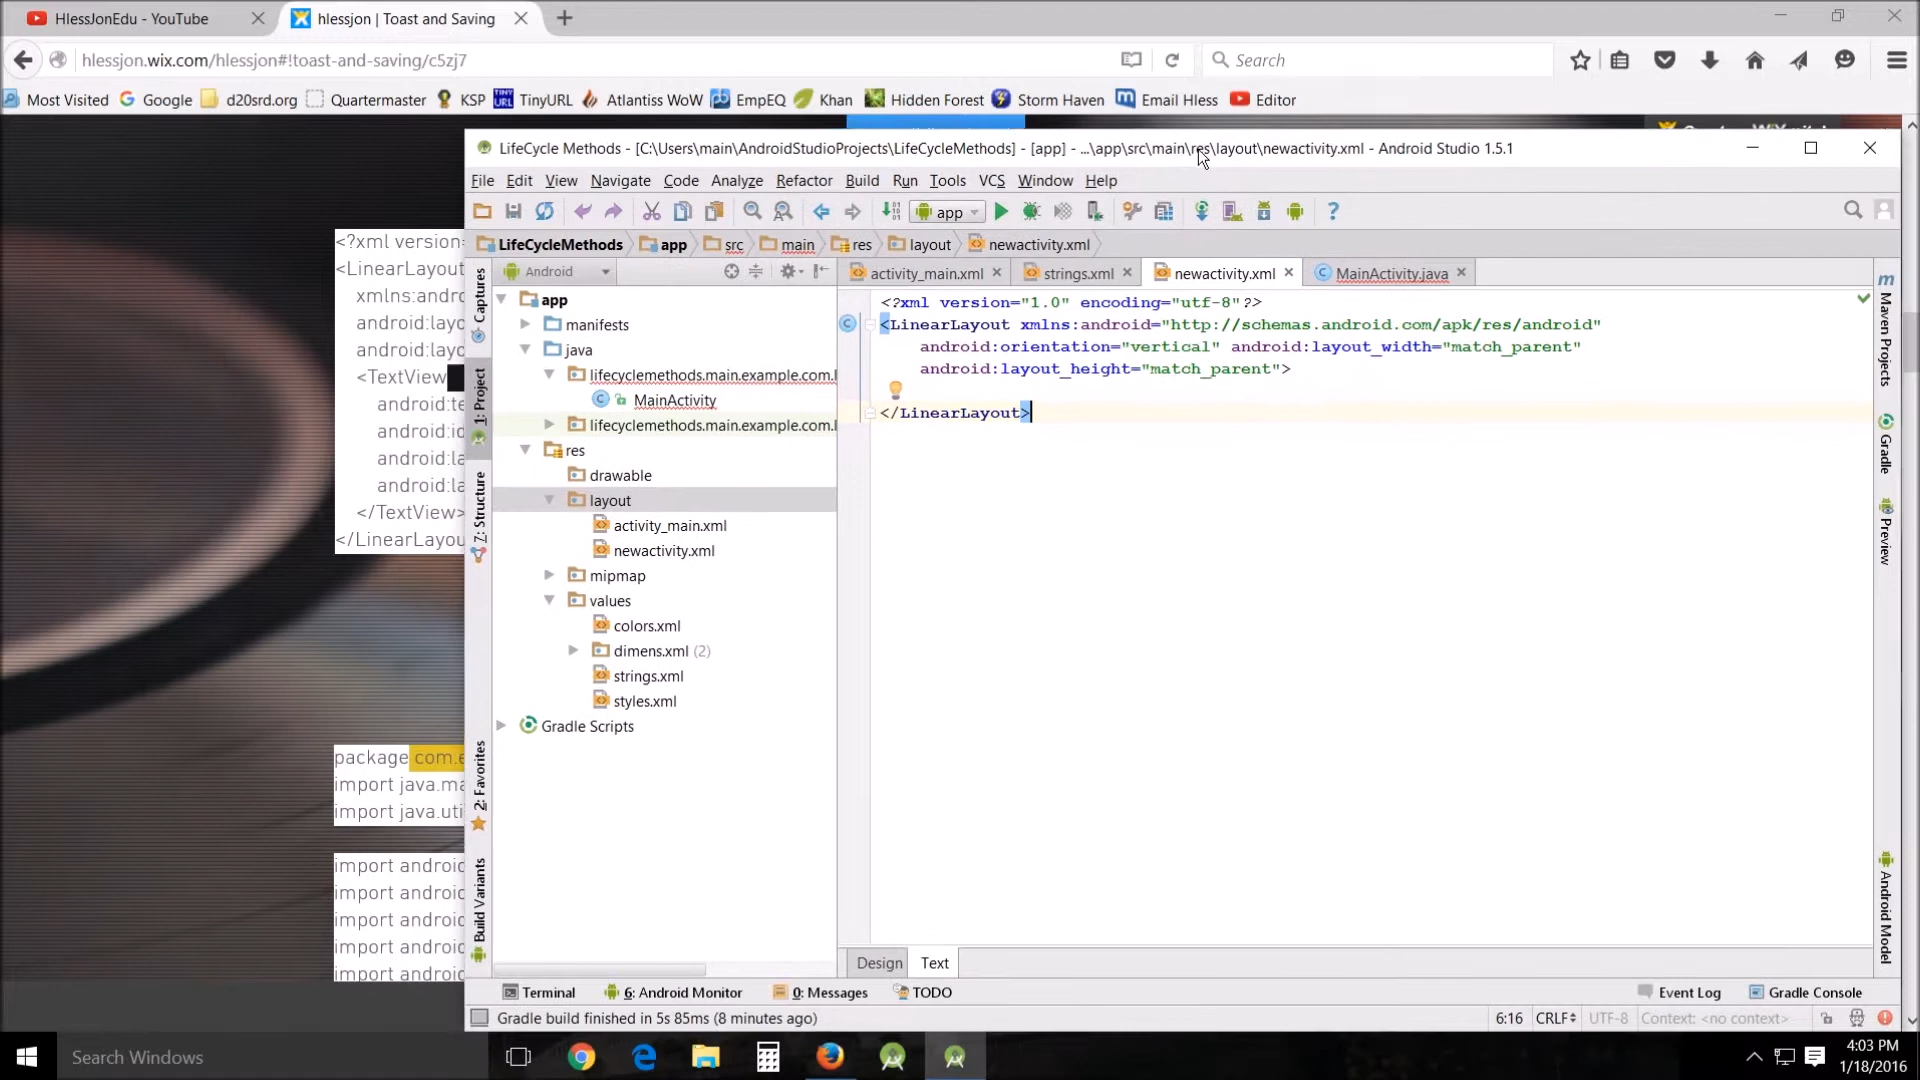 HlessJonEdu - YouTube
hlessjon | Toast and Saving
hlessjon.wix.com/hlessjon#!toast-and-saving/c5zj7
Search
Most Visited Google d20srd.org Quartermaster KSP TinyURL Atlantiss WoW EmpEQ Khan Hidden Forest Storm Haven Email Hless Editor
LifeCycle Methods - [C:\Users\main\AndroidStudioProjects\LifeCycleMethods] - [app] - ...\app\src\main\res\layout\newactivity.xml - Android Studio 1.5.1
File Edit View Navigate Code Analyze Refactor Build Run Tools VCS Window Help
app
LifeCycleMethods app src main res layout newactivity.xml
Android
activity_main.xml strings.xml newactivity.xml MainActivity.java
Captures
1: Project
7: Structure
2: Favorites
Build Variants
app
manifests
java
lifecyclemethods.main.example.com.l
MainActivity
lifecyclemethods.main.example.com.l
res
drawable
layout
activity_main.xml
newactivity.xml
mipmap
values
colors.xml
dimens.xml (2)
strings.xml
styles.xml
Gradle Scripts
<?xml version="1.0" encoding="utf-8"?>
<LinearLayout xmlns:android="http://schemas.android.com/apk/res/android"
android:orientation="vertical" android:layout_width="match_parent"
android:layout_height="match_parent">
</LinearLayout>
Maven Projects
Gradle
Preview
Android Model
Design Text
Terminal 6: Android Monitor 0: Messages TODO Event Log Gradle Console
Gradle build finished in 5s 85ms (8 minutes ago) 6:16 CRLF UTF-8 Context: <no context>
<?xml version=
<LinearLayout
xmlns:andro
android:layo
android:layo
<TextView
android:te
android:id
android:la
android:la
</TextView>
</LinearLayou
package com.e
import java.ma
import java.uti
import android
import android
import android
import android
import android
Search Windows
4:03 PM
1/18/2016